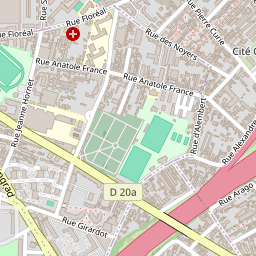 Rue Floréal
Rue Floréal
Rue des Noyers
Rue Pierre Curie
Cité
Rue Anatole France
Rue Anatole France
Rue Jeanne Hornet
Rue d'Alembert
Rue Alexandre
Rue Arago
D 20a
Rue Girardot